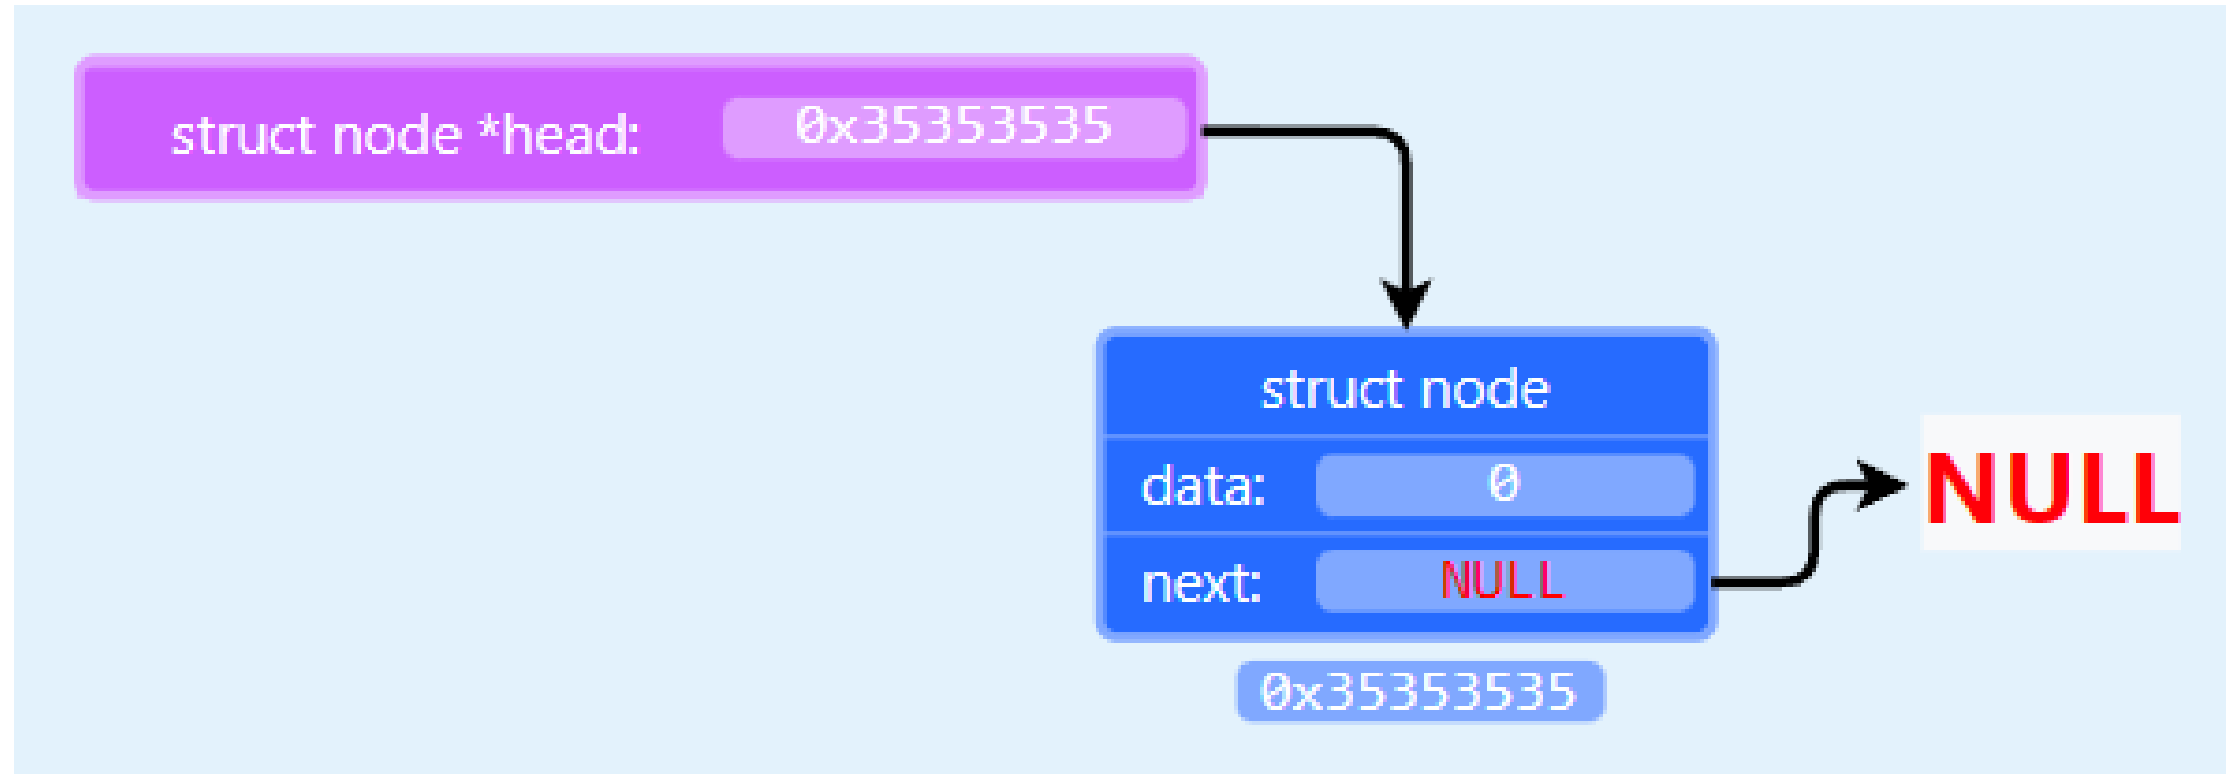 struct node *head: 0x35353535
struct node
data: 0
NULL
next: NULL
0x35353535